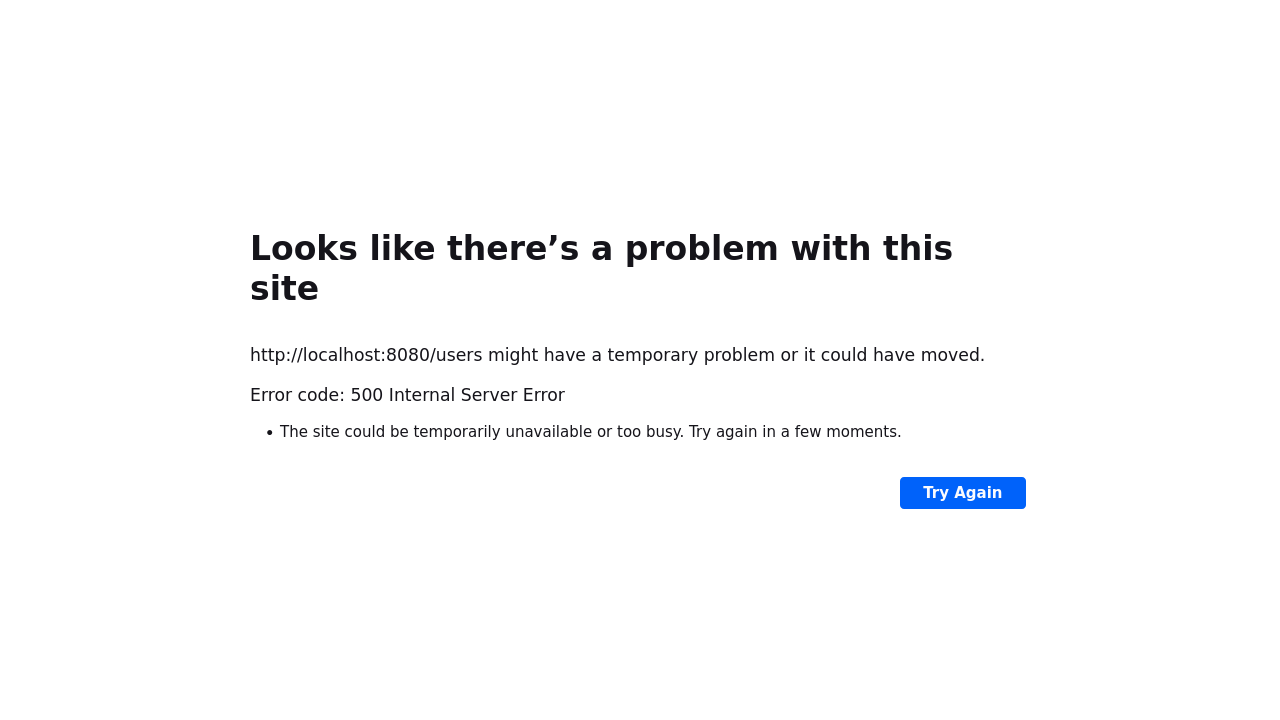 Looks like there’s a problem with this
site
http://localhost:8080/users might have a temporary problem or it could have moved.
Error code: 500 Internal Server Error
• The site could be temporarily unavailable or too busy. Try again in a few moments.
Try Again